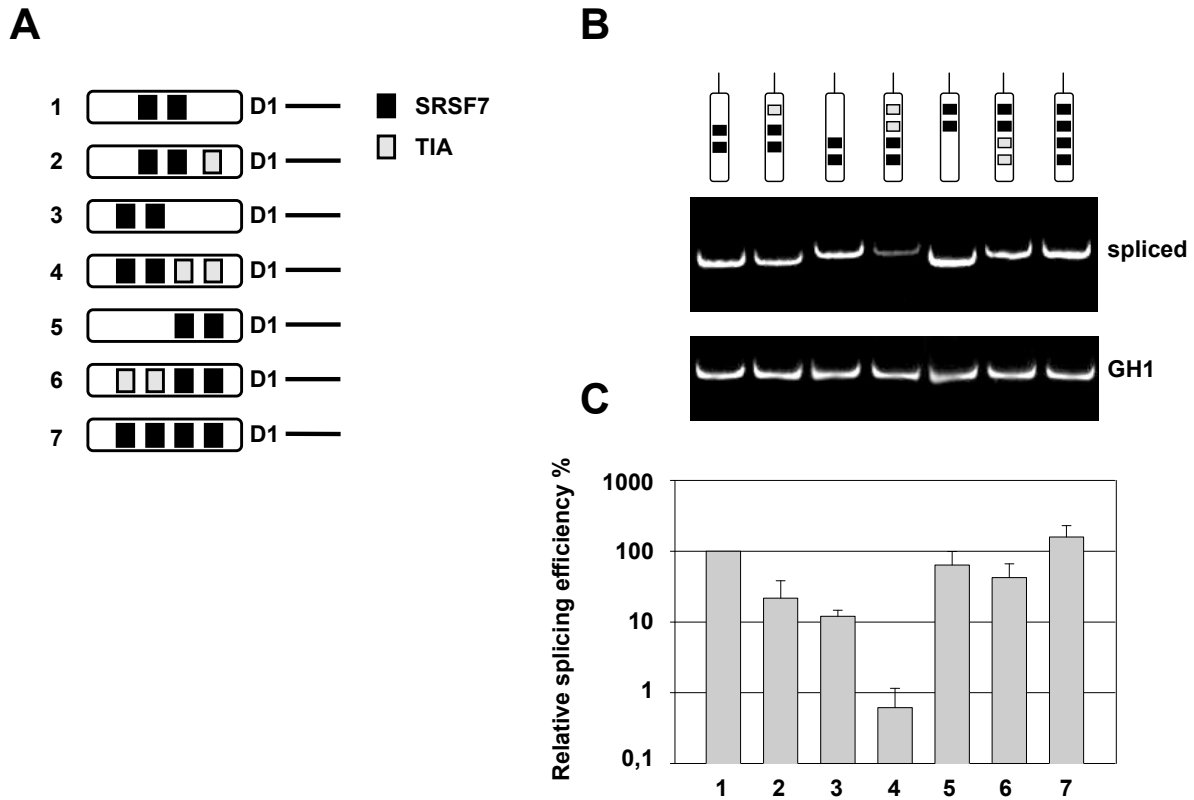 A
1 D1
2 D1
3 D1
4 D1
5 D1
6 D1
7 D1
SRSF7
TIA
B
spliced
GH1
C
Relative splicing efficiency %
1000
100
10
1
0,1
1 2 3 4 5 6 7